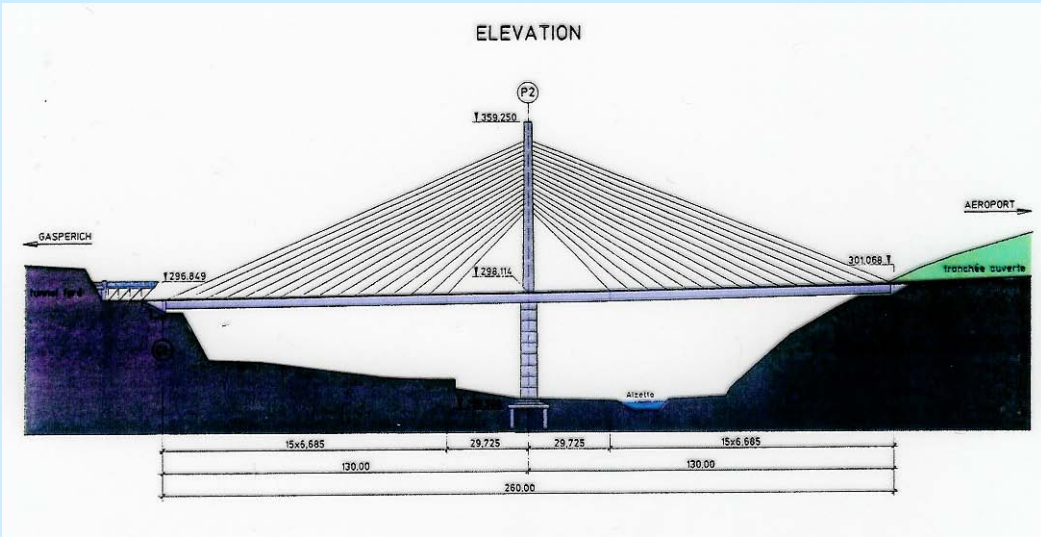 ELEVATION
P2
359.250
AEROPORT
GASPERICH
301.068
296.849
298.114
tranchée ouverte
tunnel foré
Alzette
15x6,685 29,725 29,725 15x6,685
130.00 130.00
260.00